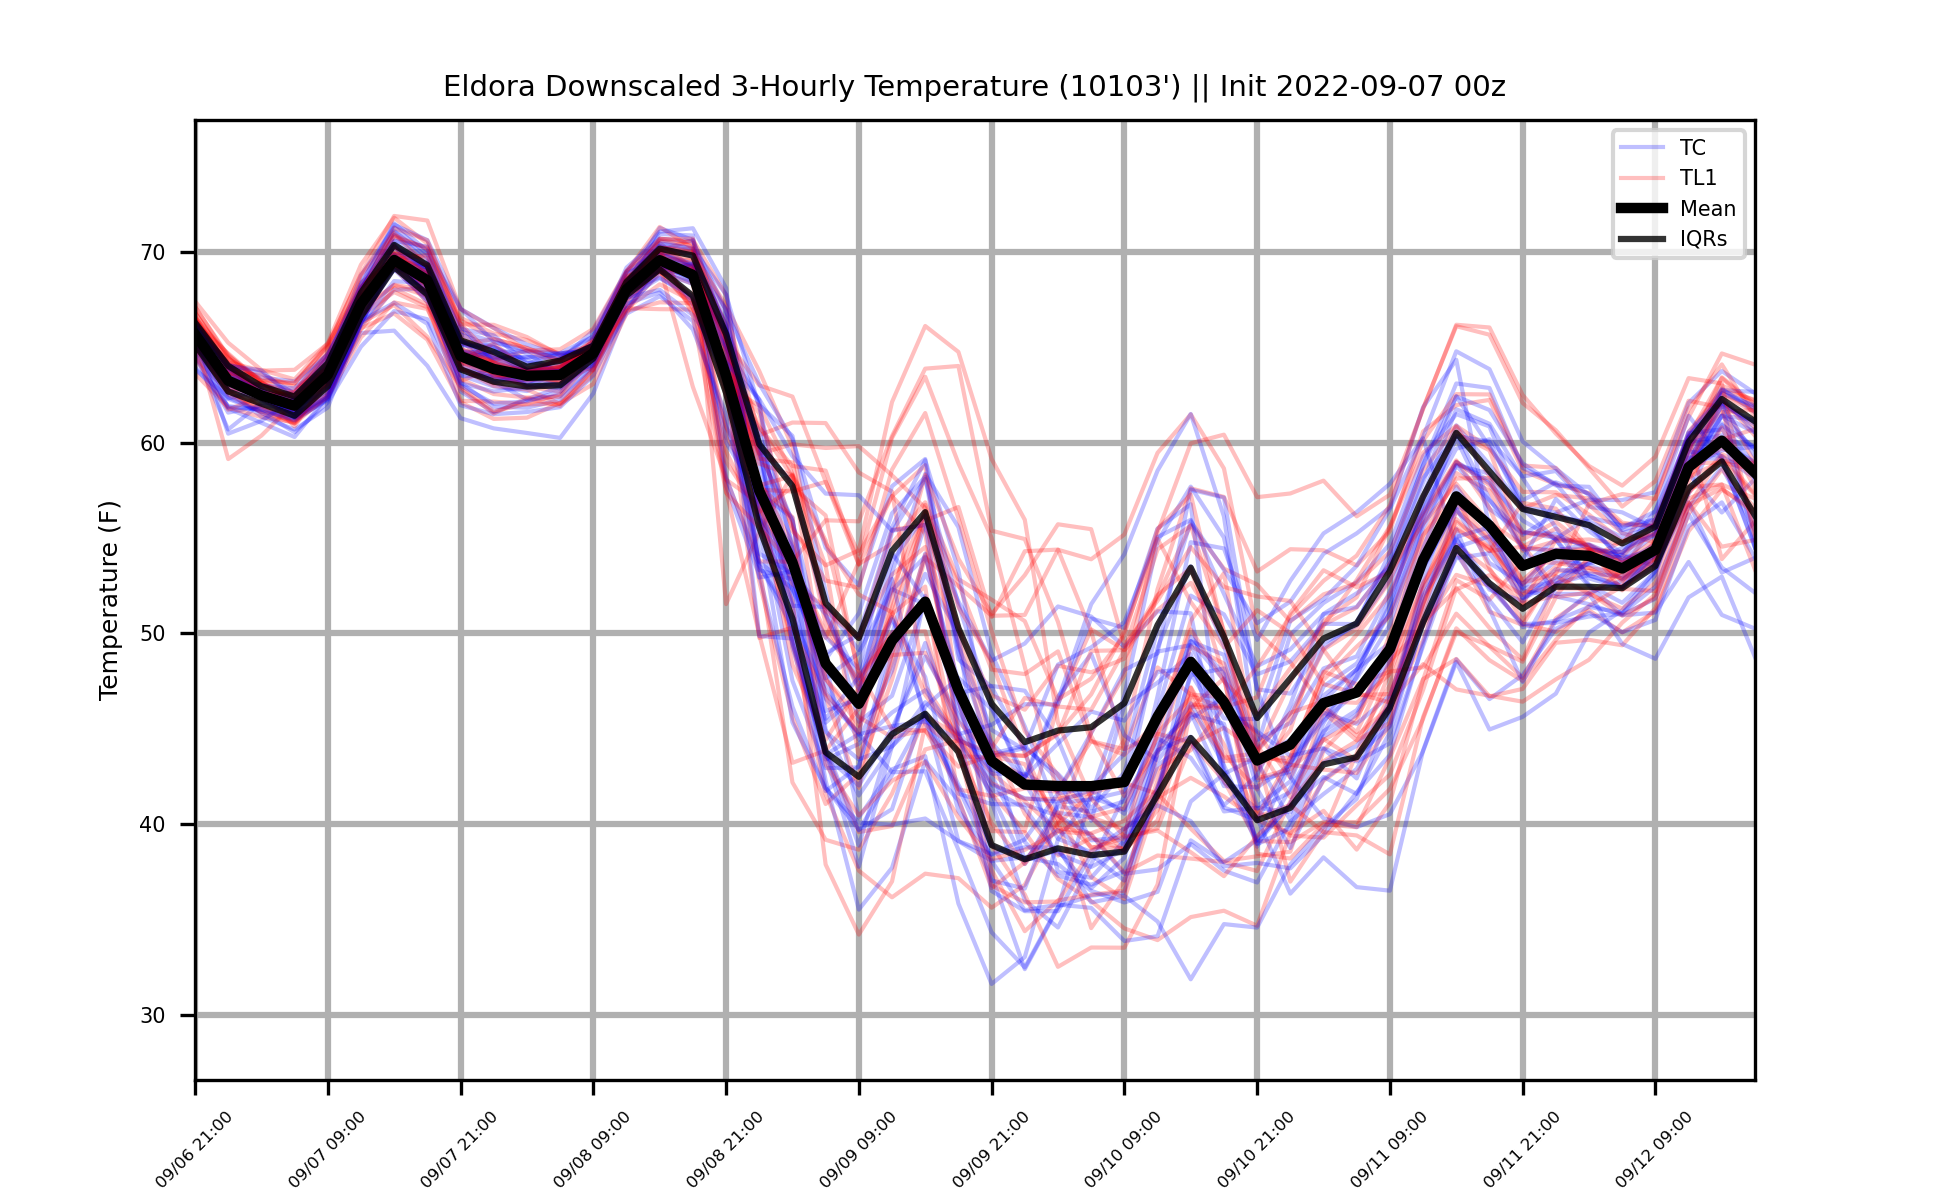 Eldora Downscaled 3-Hourly Temperature (10103') || Init 2022-09-07 00z
TC
TL1
Mean
IQRs
Temperature (F)
70
60
50
40
30
09/06 21:00
09/07 09:00
09/07 21:00
09/08 09:00
09/08 21:00
09/09 09:00
09/09 21:00
09/10 09:00
09/10 21:00
09/11 09:00
09/11 21:00
09/12 09:00